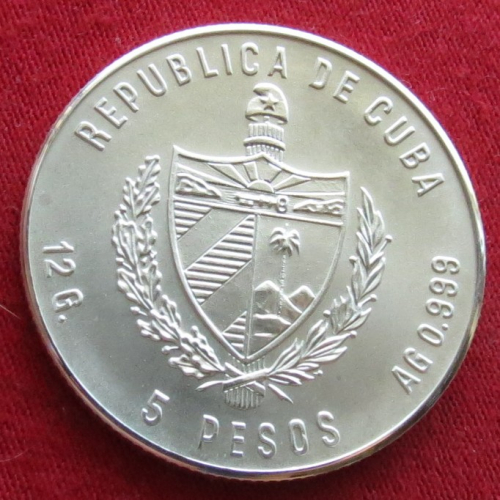 REPUBLICA DE CUBA
12 G.
AG 0.999
5 PESOS